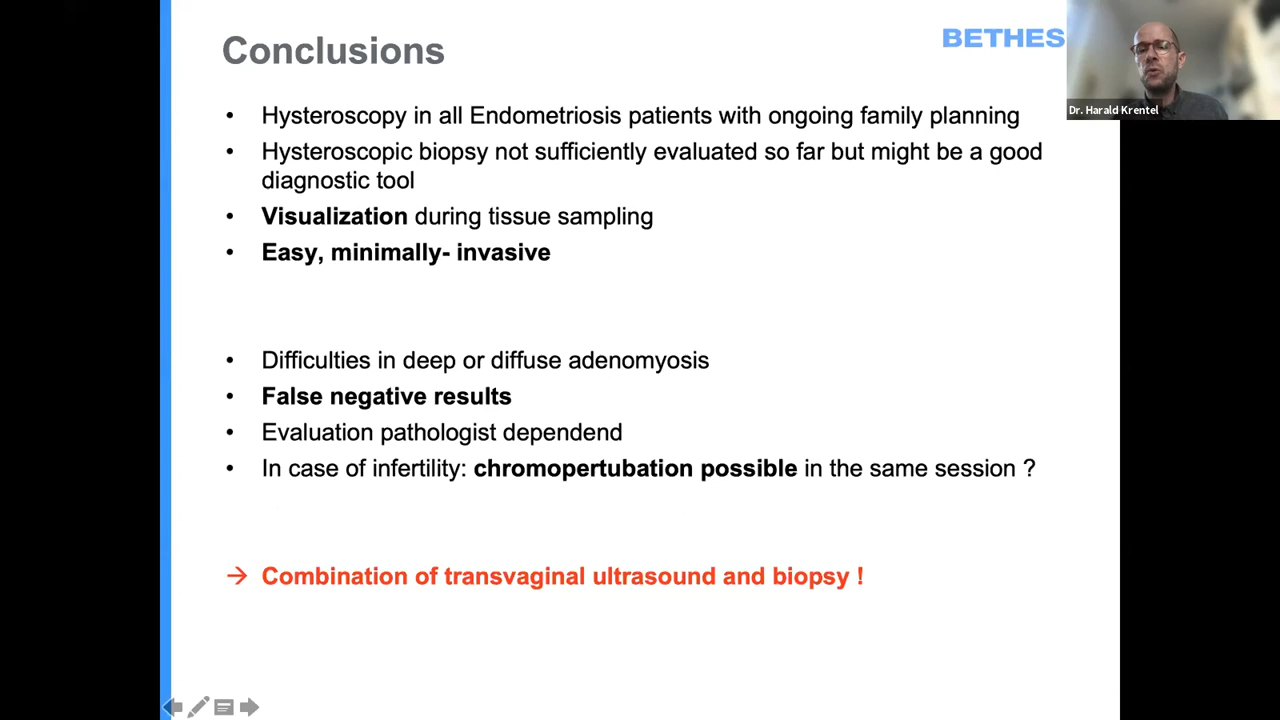 Conclusions
BETHES
Dr. Harald Krentel
• Hysteroscopy in all Endometriosis patients with ongoing family planning
• Hysteroscopic biopsy not sufficiently evaluated so far but might be a good
diagnostic tool
• Visualization during tissue sampling
• Easy, minimally- invasive
• Difficulties in deep or diffuse adenomyosis
• False negative results
• Evaluation pathologist dependend
• In case of infertility: chromopertubation possible in the same session ?
→ Combination of transvaginal ultrasound and biopsy !